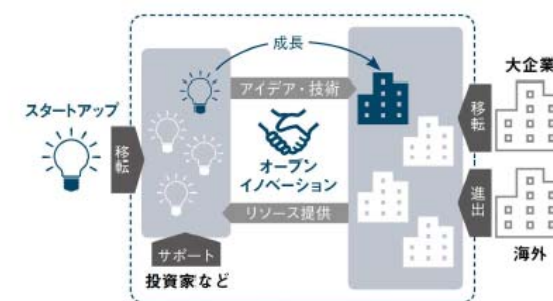 成長
大企業
アイデア・技術
スタートアップ
移転
移転
オープン
イノベーション
リソース提供
進出
サポート
投資家など
海外